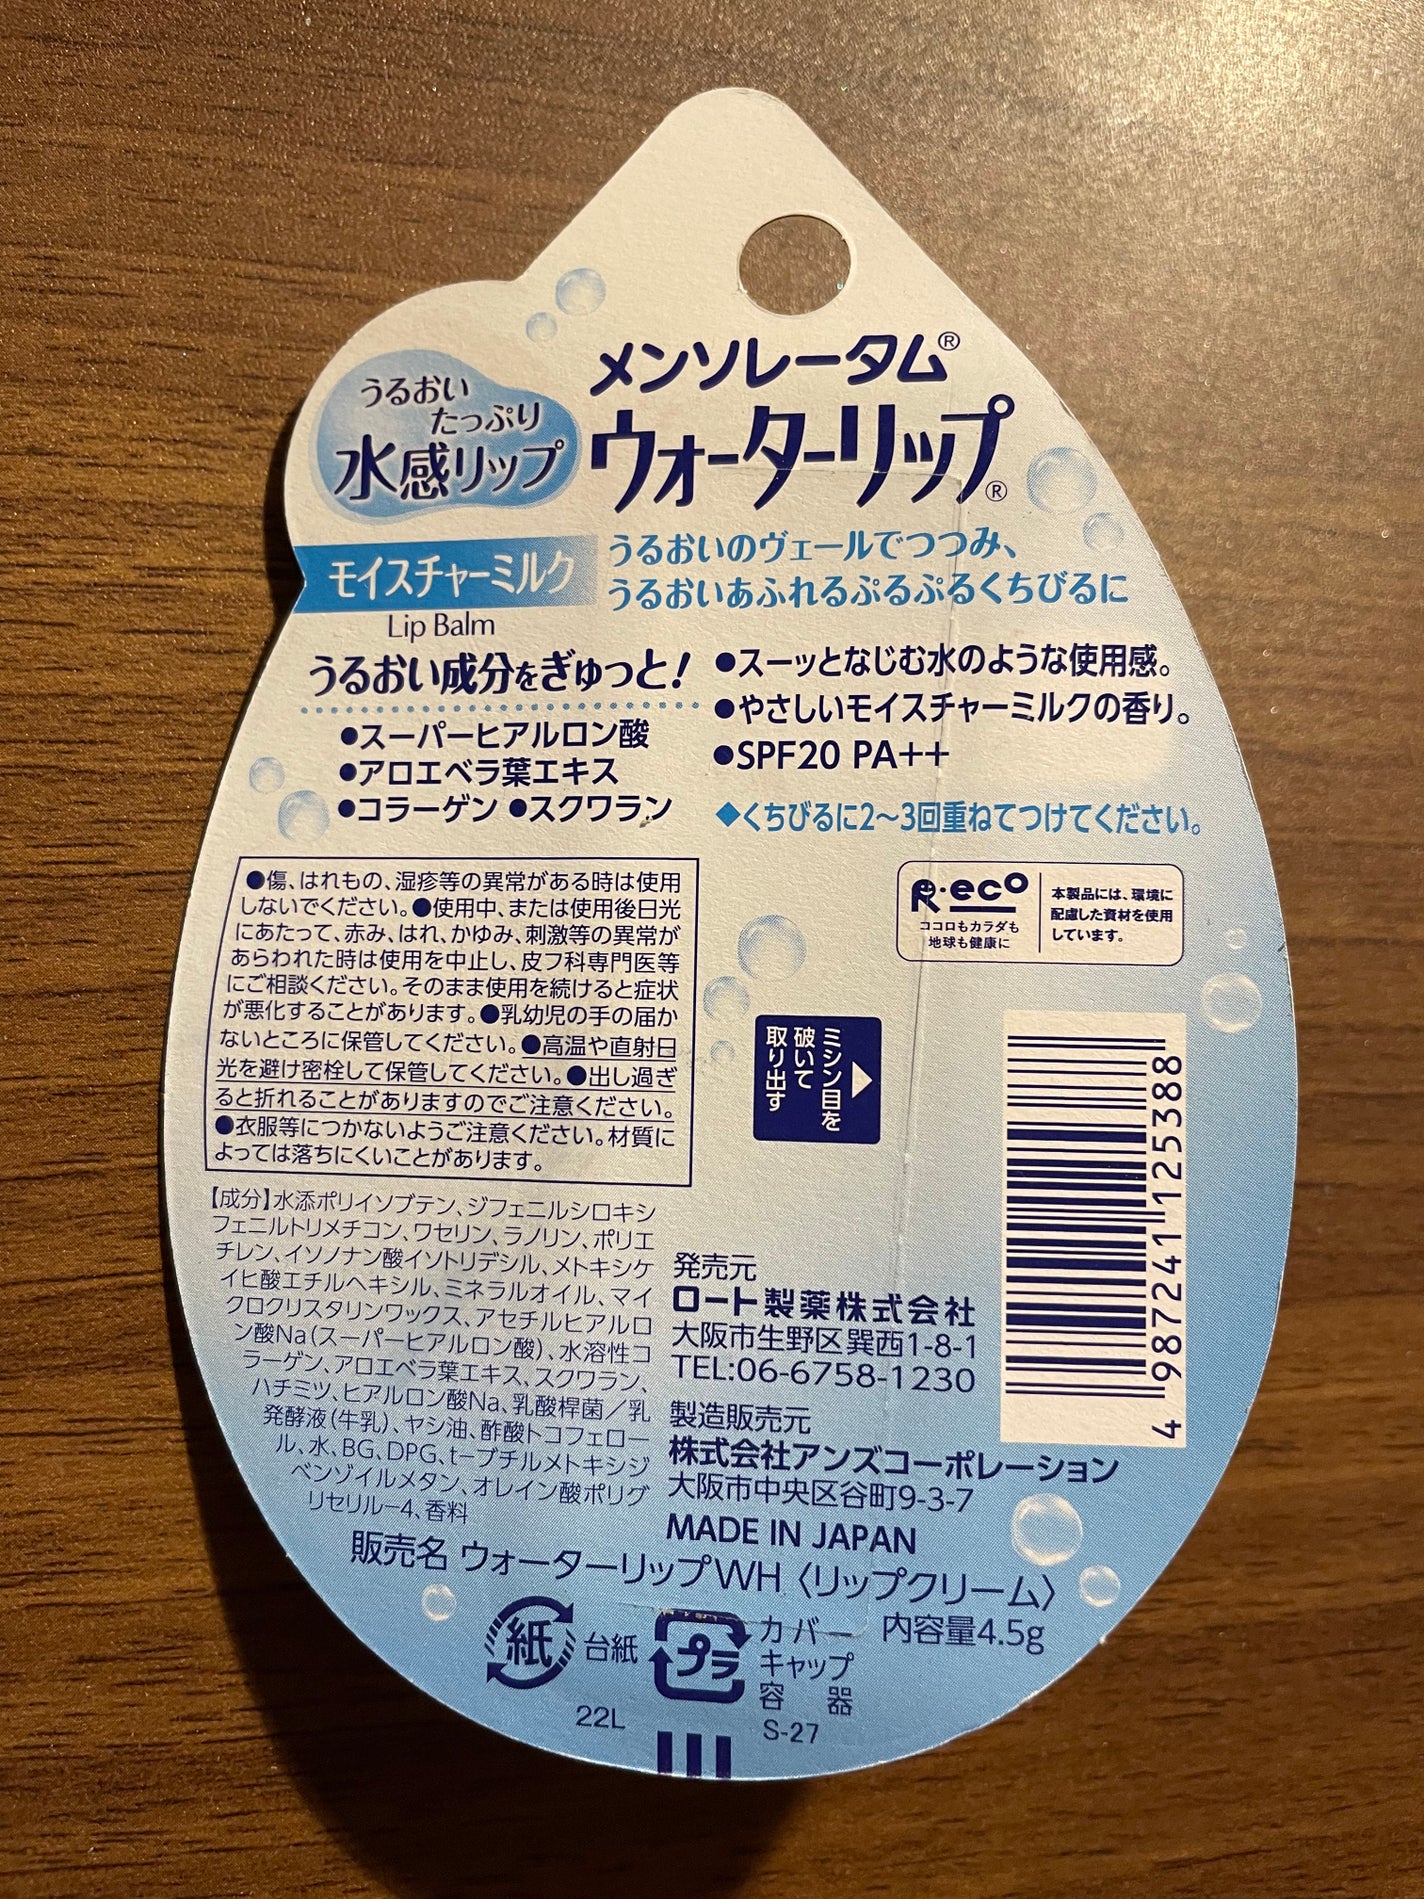 メンソレータム®
ウォーターリップ®
うるおい
たっぷり
水感リップ
モイスチャーミルク
Lip Balm
うるおいのヴェールでつつみ、
うるおいあふれるぷるぷるくちびるに
うるおい成分をぎゅっと!
●スーパーヒアルロン酸
●アロエベラ葉エキス
●コラーゲン ●スクワラン
●スーッとなじむ水のような使用感。
●やさしいモイスチャーミルクの香り。
●SPF20 PA++
◆くちびるに2〜3回重ねてつけてください。
●傷、はれもの、湿疹等の異常がある時は使用
しないでください。●使用中、または使用後日光
にあたって、赤み、はれ、かゆみ、刺激等の異常が
あらわれた時は使用を中止し、皮フ科専門医等
にご相談ください。そのまま使用を続けると症状
が悪化することがあります。●乳幼児の手の届か
ないところに保管してください。●高温や直射日
光を避け密栓して保管してください。●出し過ぎ
ると折れることがありますのでご注意ください。
●衣服等につかないようご注意ください。材質に
よっては落ちにくいことがあります。
R・eco
ココロもカラダも
地球も健康に
本製品には、環境に
配慮した資材を使用
しています。
ミシン目を
破いて
取り出す
4 987241 125388
【成分】水添ポリイソブテン、ジフェニルシロキシ
フェニルトリメチコン、ワセリン、ラノリン、ポリエ
チレン、イソノナン酸イソトリデシル、メトキシケ
イヒ酸エチルヘキシル、ミネラルオイル、マイ
クロクリスタリンワックス、アセチルヒアルロ
ン酸Na(スーパーヒアルロン酸)、水溶性コ
ラーゲン、アロエベラ葉エキス、スクワラン、
ハチミツ、ヒアルロン酸Na、乳酸桿菌/乳
発酵液(牛乳)、ヤシ油、酢酸トコフェロー
ル、水、BG、DPG、t-ブチルメトキシジ
ベンゾイルメタン、オレイン酸ポリグ
リセリル-4、香料
発売元
ロート製薬株式会社
大阪市生野区巽西1-8-1
TEL:06-6758-1230
製造販売元
株式会社アンズコーポレーション
大阪市中央区谷町9-3-7
MADE IN JAPAN
販売名 ウォーターリップWH〈リップクリーム〉
内容量4.5g
紙 台紙
プラ
カバー
キャップ
容器
22L
S-27